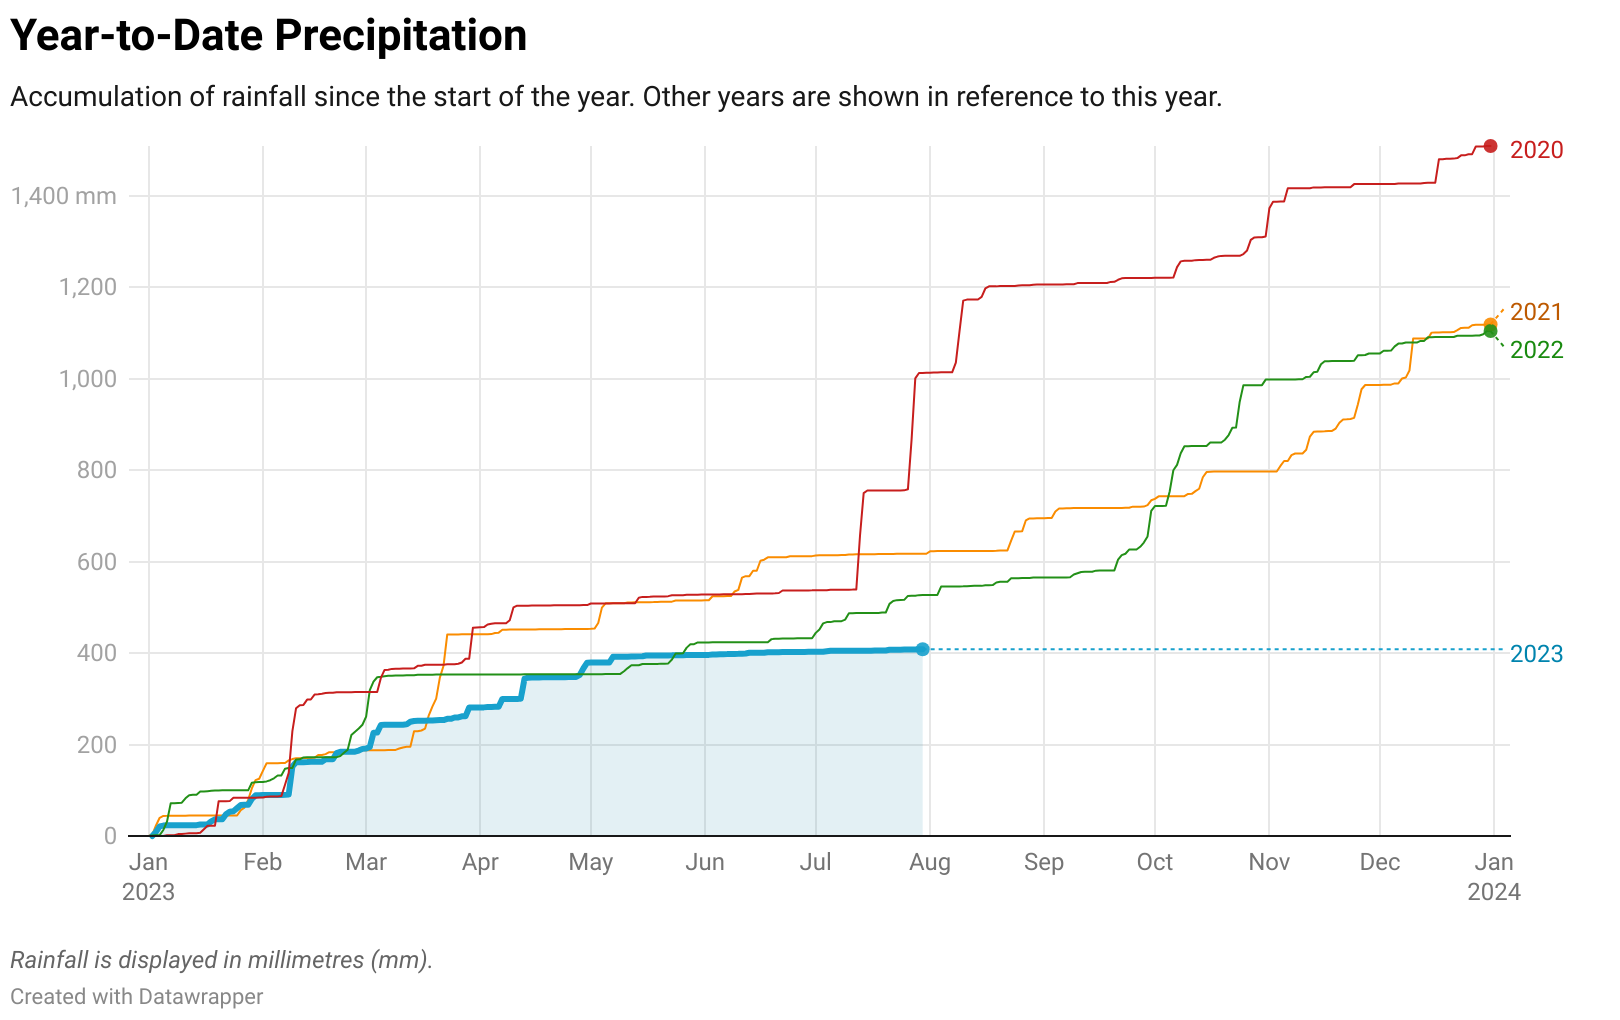 Year-to-Date Precipitation
Accumulation of rainfall since the start of the year. Other years are shown in reference to this year.
1,400 mm
1,200
1,000
800
600
400
200
0
2020
2021
2022
2023
Jan Feb Mar Apr May Jun Jul Aug Sep Oct Nov Dec Jan
2023 2024
Rainfall is displayed in millimetres (mm).
Created with Datawrapper